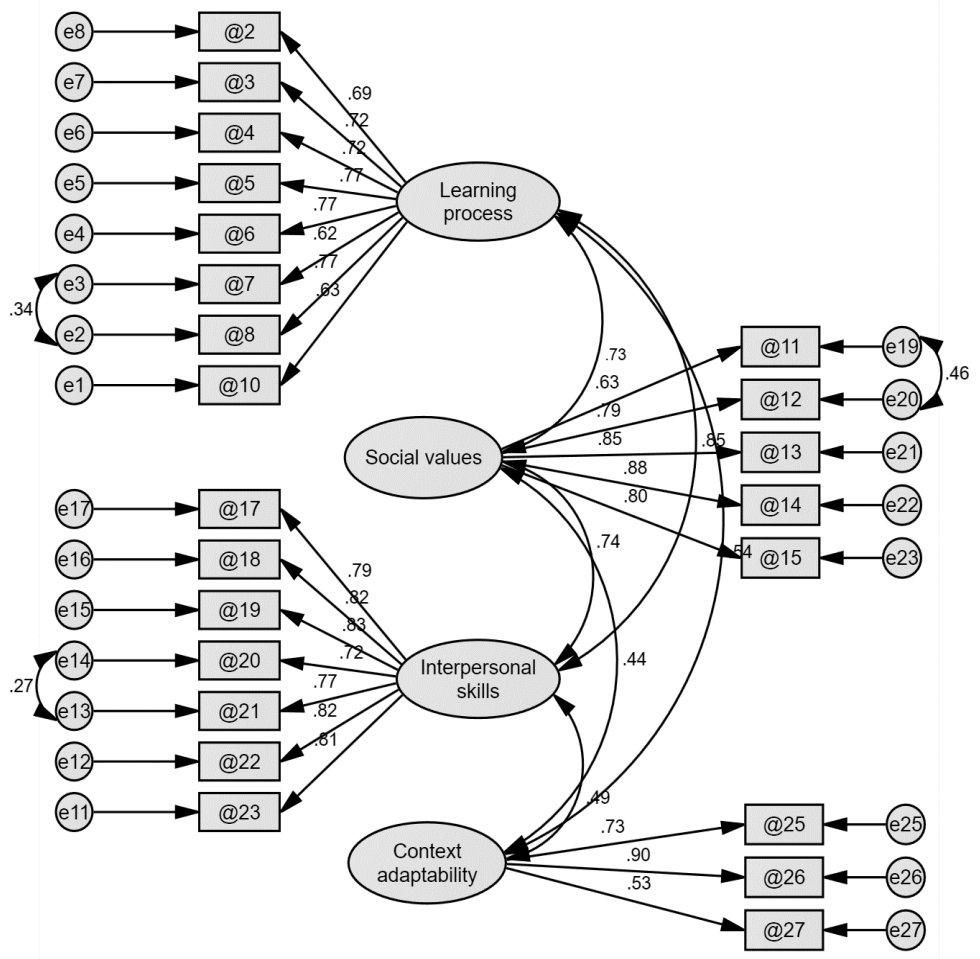 e8
@2
e7
@3
.69
e6
@4
.72
.72
e5
@5
.77
Learning
process
e4
@6
.77
.62
e3
@7
.77
.34
.63
e2
@8
e1
@10
@11
e19
.73
.46
.63
@12
e20
.79
.85
.85
Social values
@13
e21
.88
.80
@14
e22
e17
@17
.74
.54
@15
e23
e16
@18
.79
.82
e15
@19
.83
.72
e14
@20
.44
Interpersonal
skills
.27
.77
e13
@21
.82
.81
e12
@22
e11
@23
.49
.73
@25
e25
Context
adaptability
.90
@26
e26
.53
@27
e27